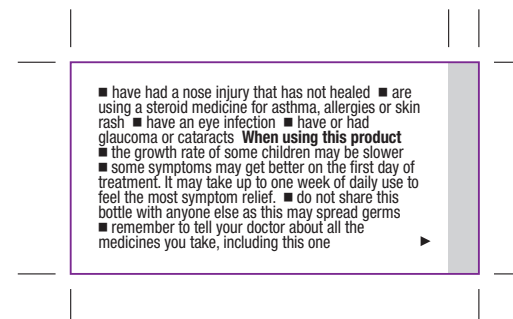 ■ have had a nose injury that has not healed ■ are
using a steroid medicine for asthma, allergies or skin
rash ■ have an eye infection ■ have or had
glaucoma or cataracts When using this product
■ the growth rate of some children may be slower
■ some symptoms may get better on the first day of
treatment. It may take up to one week of daily use to
feel the most symptom relief. ■ do not share this
bottle with anyone else as this may spread germs
■ remember to tell your doctor about all the
medicines you take, including this one ►